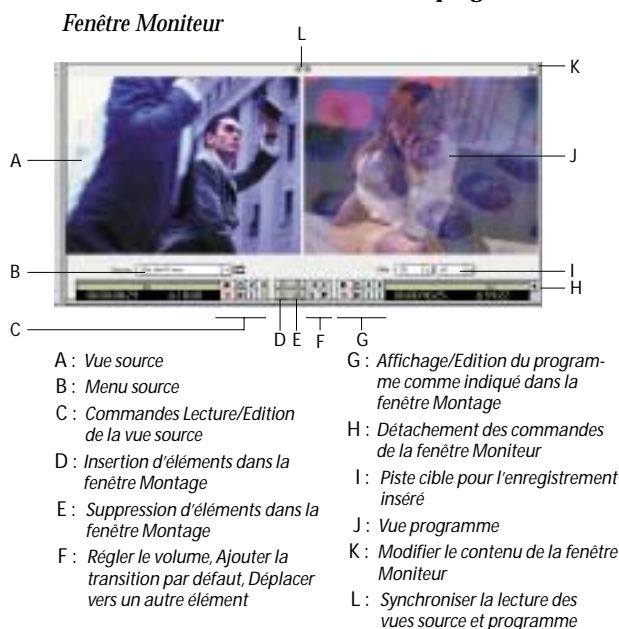 Fenêtre Moniteur
L
K
A
J
B
I
H
C
D E F G
A : Vue source
B : Menu source
C : Commandes Lecture/Edition
de la vue source
D : Insertion d'éléments dans la
fenêtre Montage
E : Suppression d'éléments dans la
fenêtre Montage
F : Régler le volume, Ajouter la
transition par défaut, Déplacer
vers un autre élément
G : Affichage/Edition du program-
me comme indiqué dans la
fenêtre Montage
H : Détachement des commandes
de la fenêtre Moniteur
I : Piste cible pour l'enregistrement
inséré
J : Vue programme
K : Modifier le contenu de la fenêtre
Moniteur
L : Synchroniser la lecture des
vues source et programme